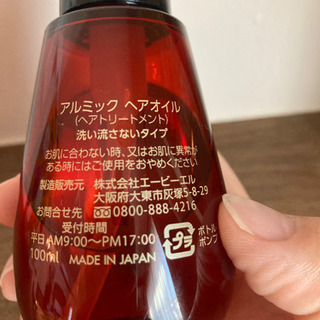 アルミック ヘアオイル
(ヘアトリートメント)
洗い流さないタイプ
お肌に合わない時、又はお肌に異常が
ある時にはご使用をおやめください
製造販売元 株式会社エービーエル
大阪府大東市灰塚5-8-29
お問合せ先 0800-888-4216
受付時間
平日 AM9:00〜PM17:00
100ml MADE IN JAPAN
プラ
ボトル
ポンプ